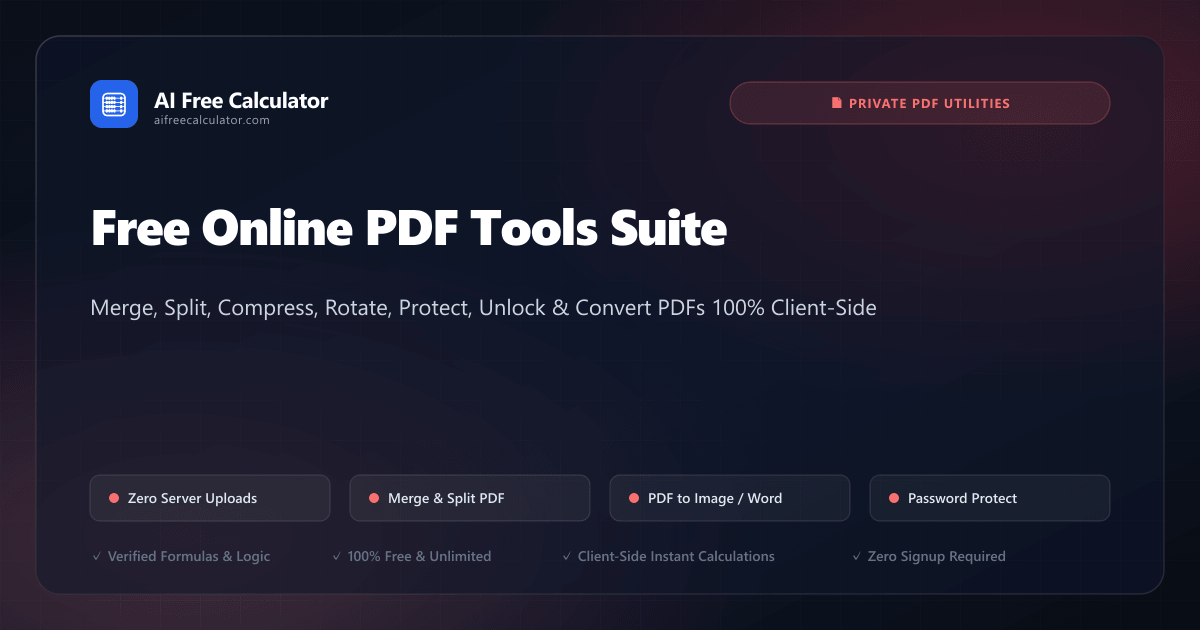 AI Free Calculator
aifreecalculator.com
PRIVATE PDF UTILITIES
Free Online PDF Tools Suite
Merge, Split, Compress, Rotate, Protect, Unlock & Convert PDFs 100% Client-Side
Zero Server Uploads
Merge & Split PDF
PDF to Image / Word
Password Protect
✓ Verified Formulas & Logic
✓ 100% Free & Unlimited
✓ Client-Side Instant Calculations
✓ Zero Signup Required